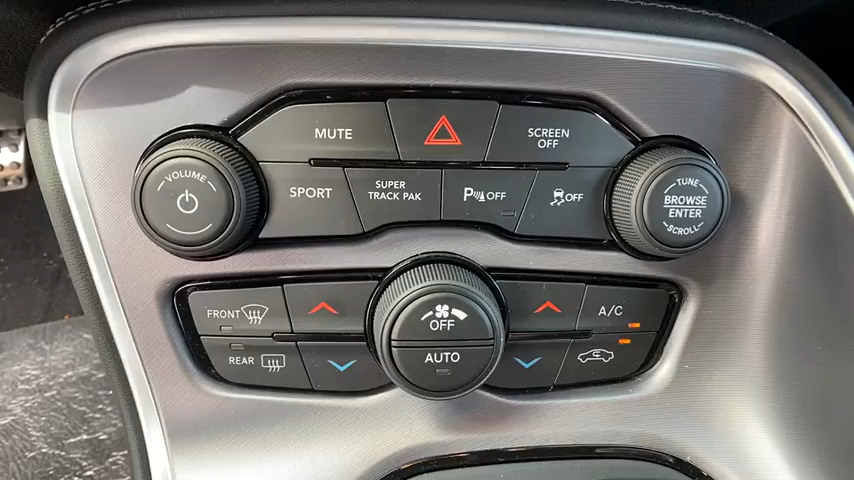 MUTE
SCREEN
OFF
VOLUME
SPORT
SUPER
TRACK PAK
P OFF
OFF
TUNE
BROWSE
ENTER
SCROLL
FRONT
OFF
A/C
REAR
AUTO